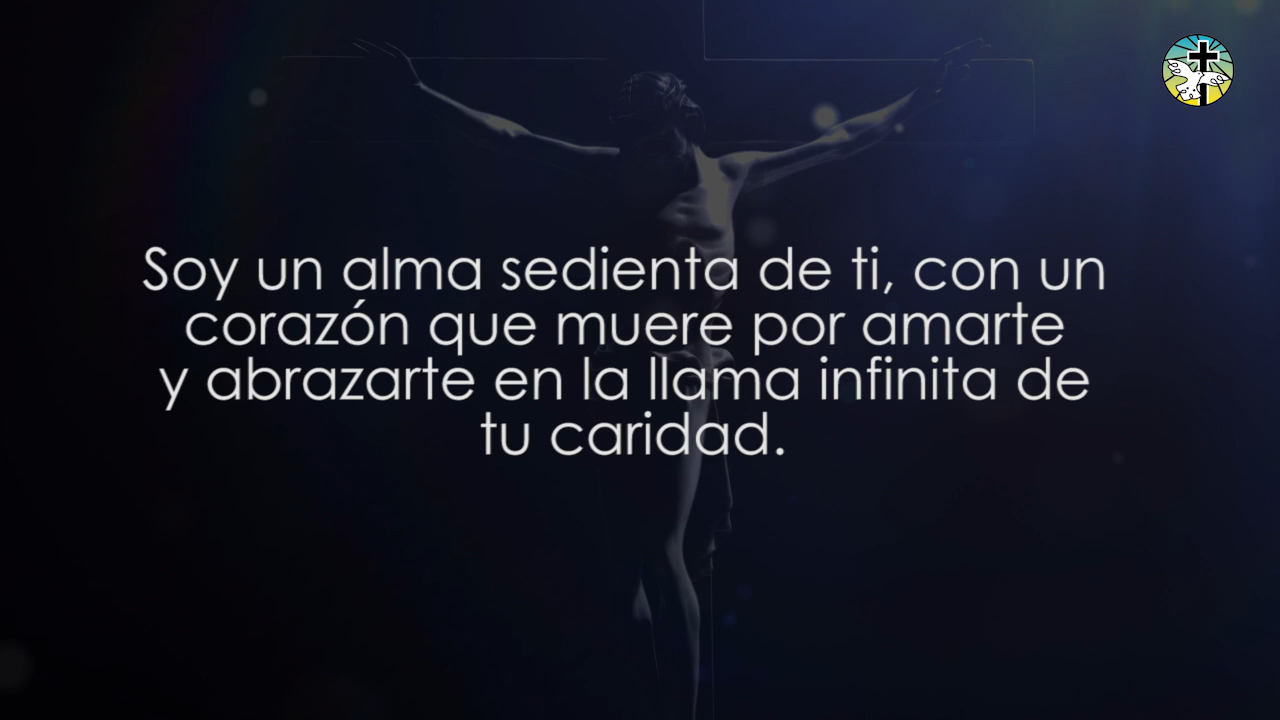 Soy un alma sedienta de ti, con un
corazón que muere por amarte
y abrazarte en la llama infinita de
tu caridad.